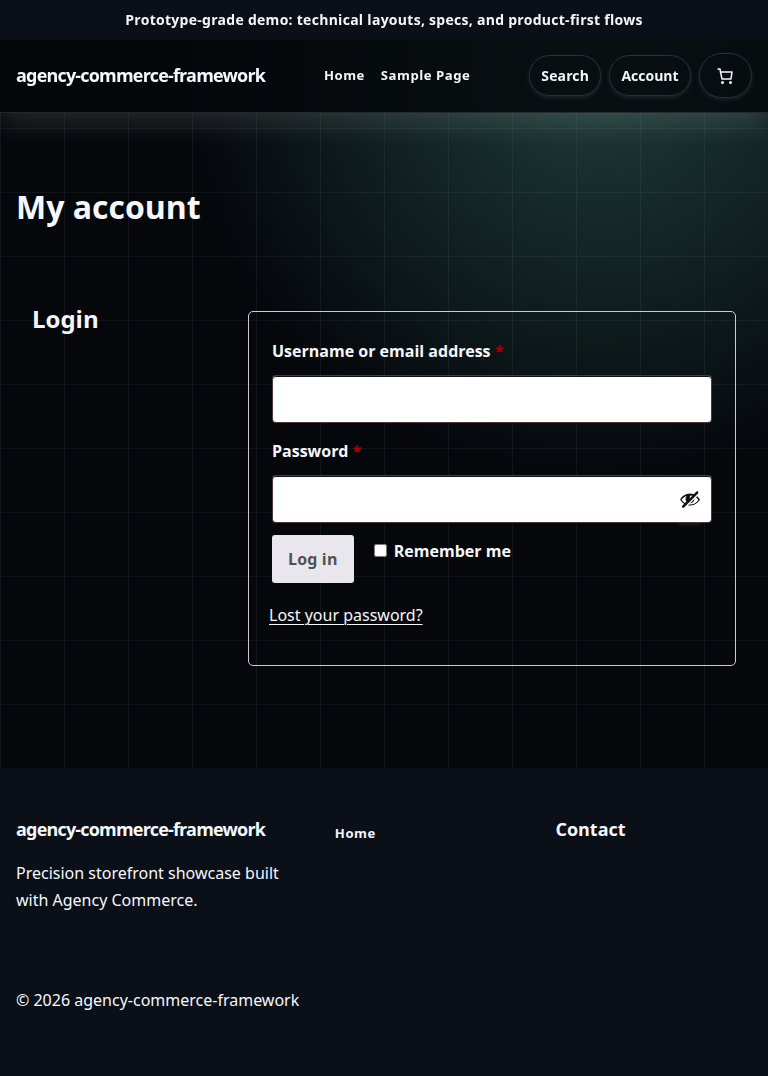 Prototype-grade demo: technical layouts, specs, and product-first flows
agency-commerce-framework
Home
Sample Page
Search
Account
My account
Login
Username or email address *
Password *
Log in
Remember me
Lost your password?
agency-commerce-framework
Precision storefront showcase built
with Agency Commerce.
Home
Contact
© 2026 agency-commerce-framework